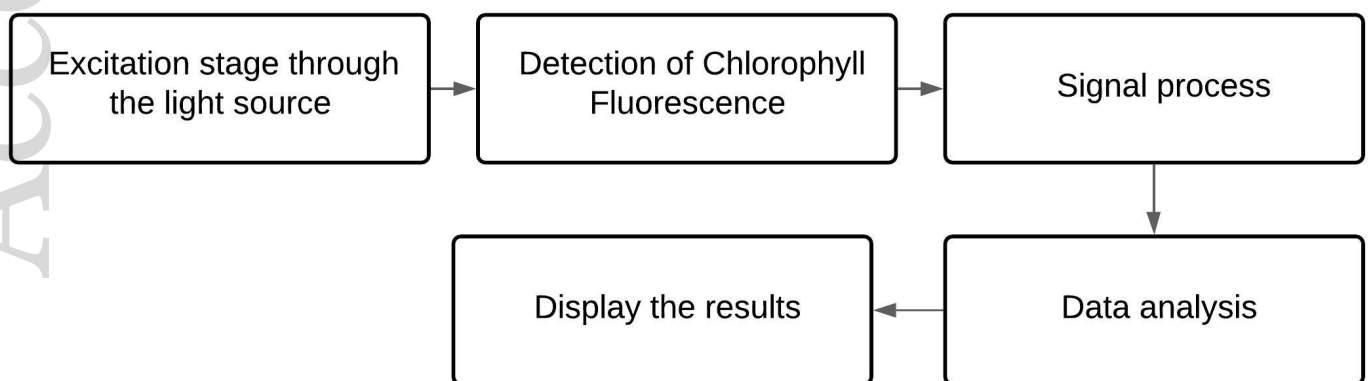 Excitation stage through
the light source
Detection of Chlorophyll
Fluorescence
Signal process
Data analysis
Display the results